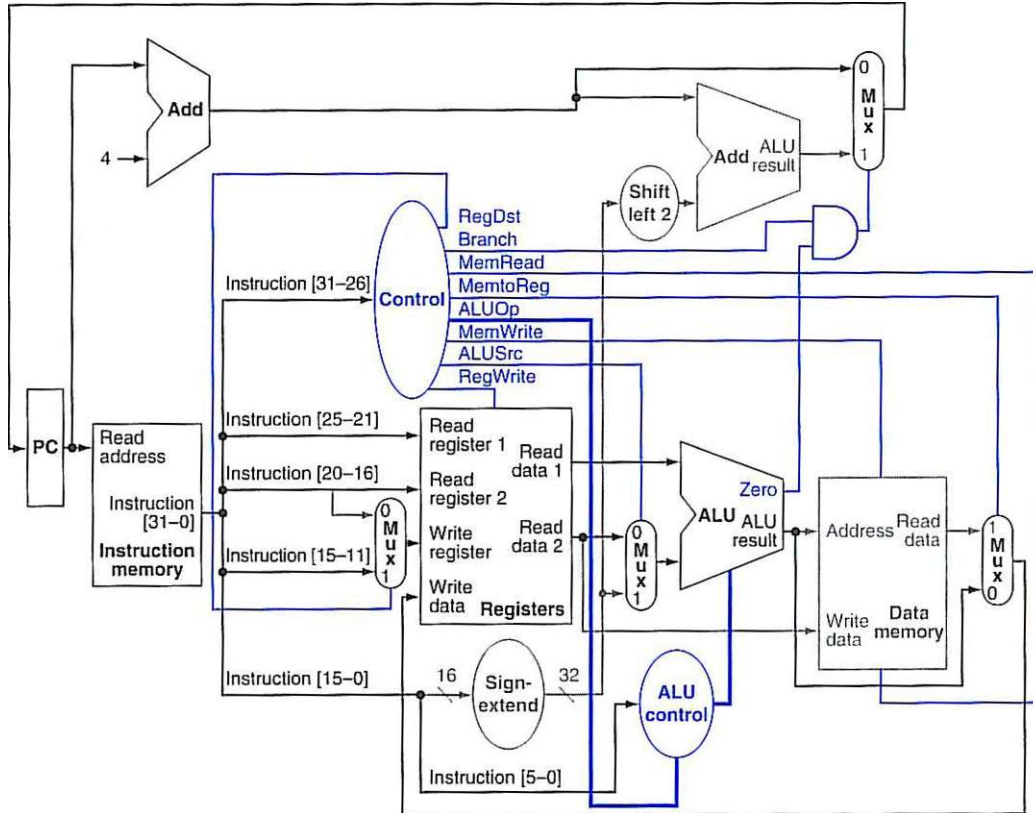 0
M
u
x
1
Add
4
ALU
Add result
Shift
left 2
RegDst
Branch
MemRead
MemtoReg
ALUOp
MemWrite
ALUSrc
RegWrite
Control
Instruction [31–26]
Instruction [25–21]
Instruction [20–16]
Instruction [15–11]
Instruction [15–0]
Instruction [5–0]
PC
Read
address
Instruction
[31–0]
Instruction
memory
0
M
u
x
1
Read
register 1
Read
register 2
Write
register
Write
data
Read
data 1
Read
data 2
Registers
16
Sign-
extend
32
0
M
u
x
1
Zero
ALU
ALU
result
ALU
control
Address
Read
data
Write
data
Data
memory
1
M
u
x
0